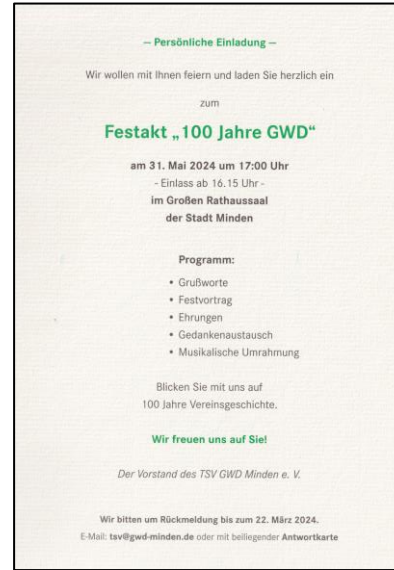 – Persönliche Einladung –
Wir wollen mit Ihnen feiern und laden Sie herzlich ein
zum
Festakt „100 Jahre GWD“
am 31. Mai 2024 um 17:00 Uhr
- Einlass ab 16.15 Uhr -
im Großen Rathaussaal
der Stadt Minden
Programm:
• Grußworte
• Festvortrag
• Ehrungen
• Gedankenaustausch
• Musikalische Umrahmung
Blicken Sie mit uns auf
100 Jahre Vereinsgeschichte.
Wir freuen uns auf Sie!
Der Vorstand des TSV GWD Minden e. V.
Wir bitten um Rückmeldung bis zum 22. März 2024.
E-Mail: tsv@gwd-minden.de oder mit beiliegender Antwortkarte